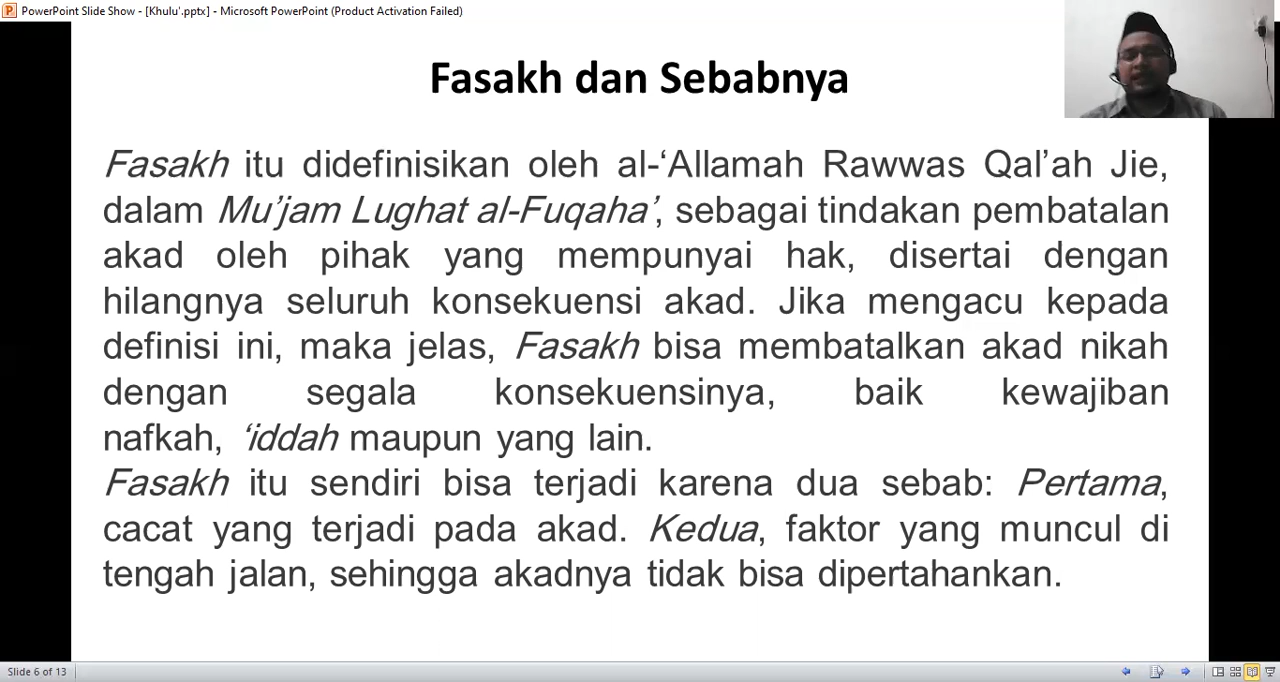 PowerPoint Slide Show - [Khulu'.pptx] - Microsoft PowerPoint (Product Activation Failed)
Fasakh dan Sebabnya
Fasakh itu didefinisikan oleh al-‘Allamah Rawwas Qal’ah Jie,
dalam Mu’jam Lughat al-Fuqaha’, sebagai tindakan pembatalan
akad oleh pihak yang mempunyai hak, disertai dengan
hilangnya seluruh konsekuensi akad. Jika mengacu kepada
definisi ini, maka jelas, Fasakh bisa membatalkan akad nikah
dengan segala konsekuensinya, baik kewajiban
nafkah, ‘iddah maupun yang lain.
Fasakh itu sendiri bisa terjadi karena dua sebab: Pertama,
cacat yang terjadi pada akad. Kedua, faktor yang muncul di
tengah jalan, sehingga akadnya tidak bisa dipertahankan.
Slide 6 of 13